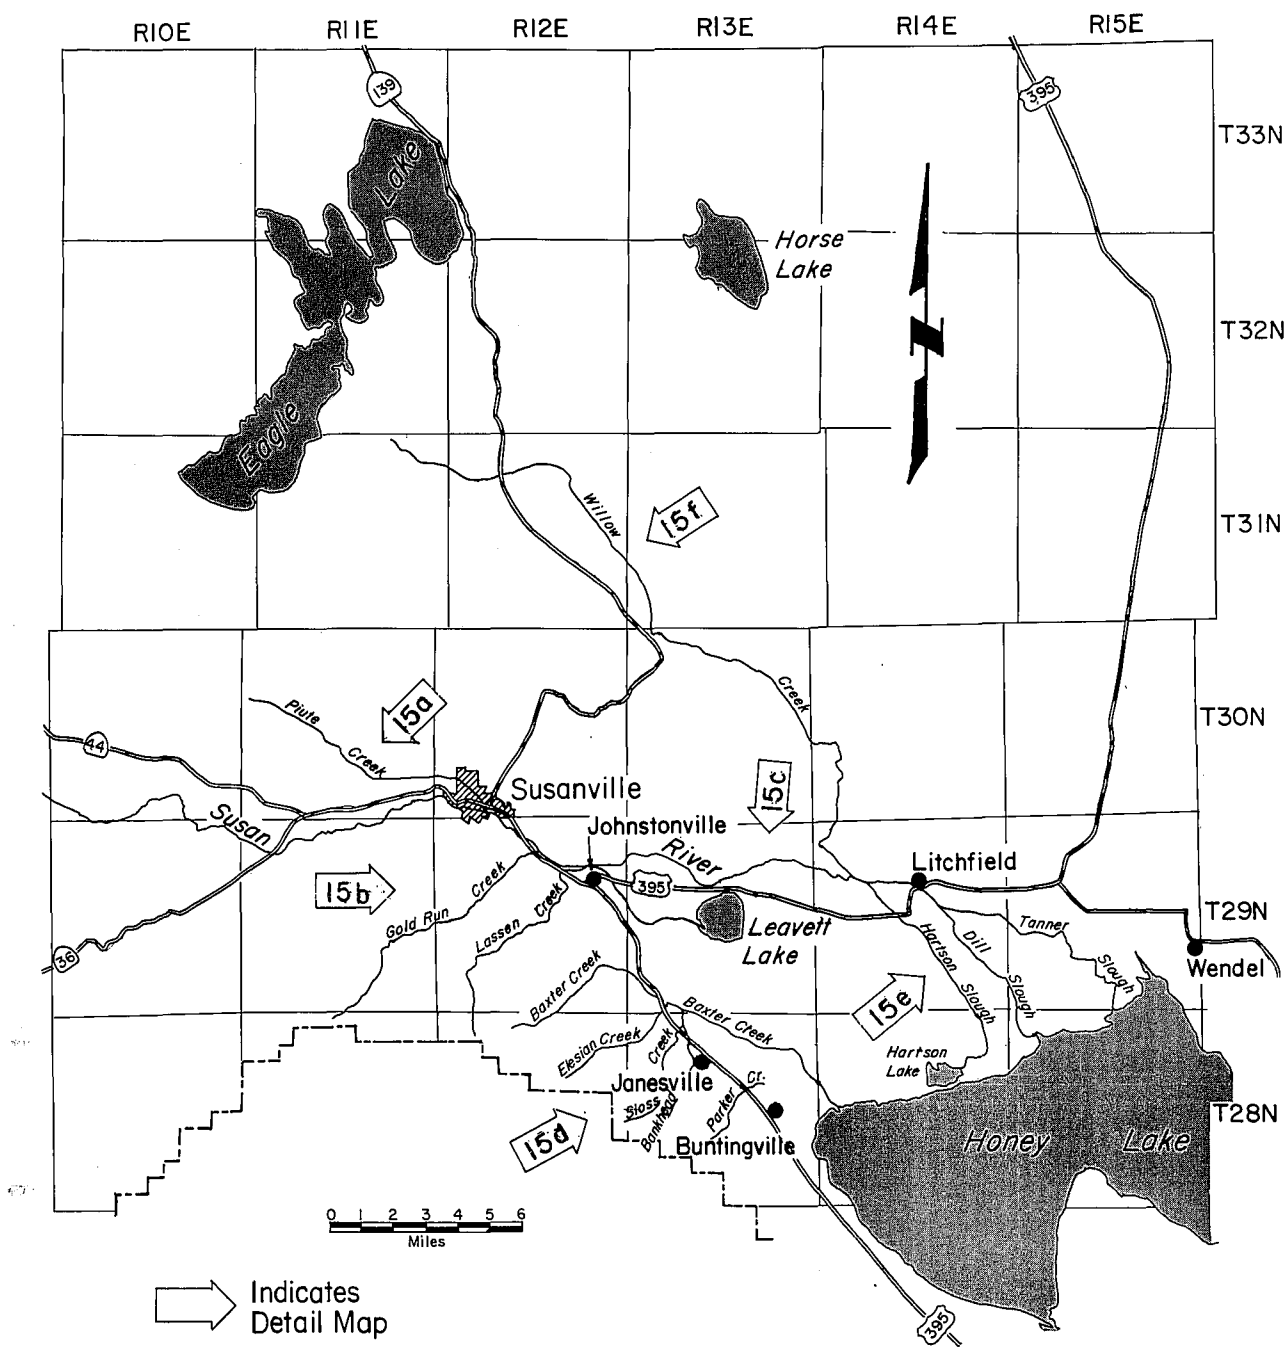 R10E R11E R12E R13E R14E R15E
139
395
T33N
Lake
Horse
Lake
T32N
Eagle
T31N
Willow
15f
Creek
T30N
Piute
Creek
15a
44
Susanville
15c
Susan
Johnstonville
River
Litchfield
395
15b
Gold Run
Creek
Lassen
Creek
Leavett
Lake
T29N
36
Hartson
Slough
Dill
Slough
Tanner
Slough
Wendel
Baxter Creek
15e
Baxter Creek
Elesian Creek
Creek
Hartson
Lake
Janesville
Sloss
Bankhead
Parker
Cr.
T28N
15d
Buntingville
Honey Lake
0 1 2 3 4 5 6
Miles
Indicates
Detail Map
395
N